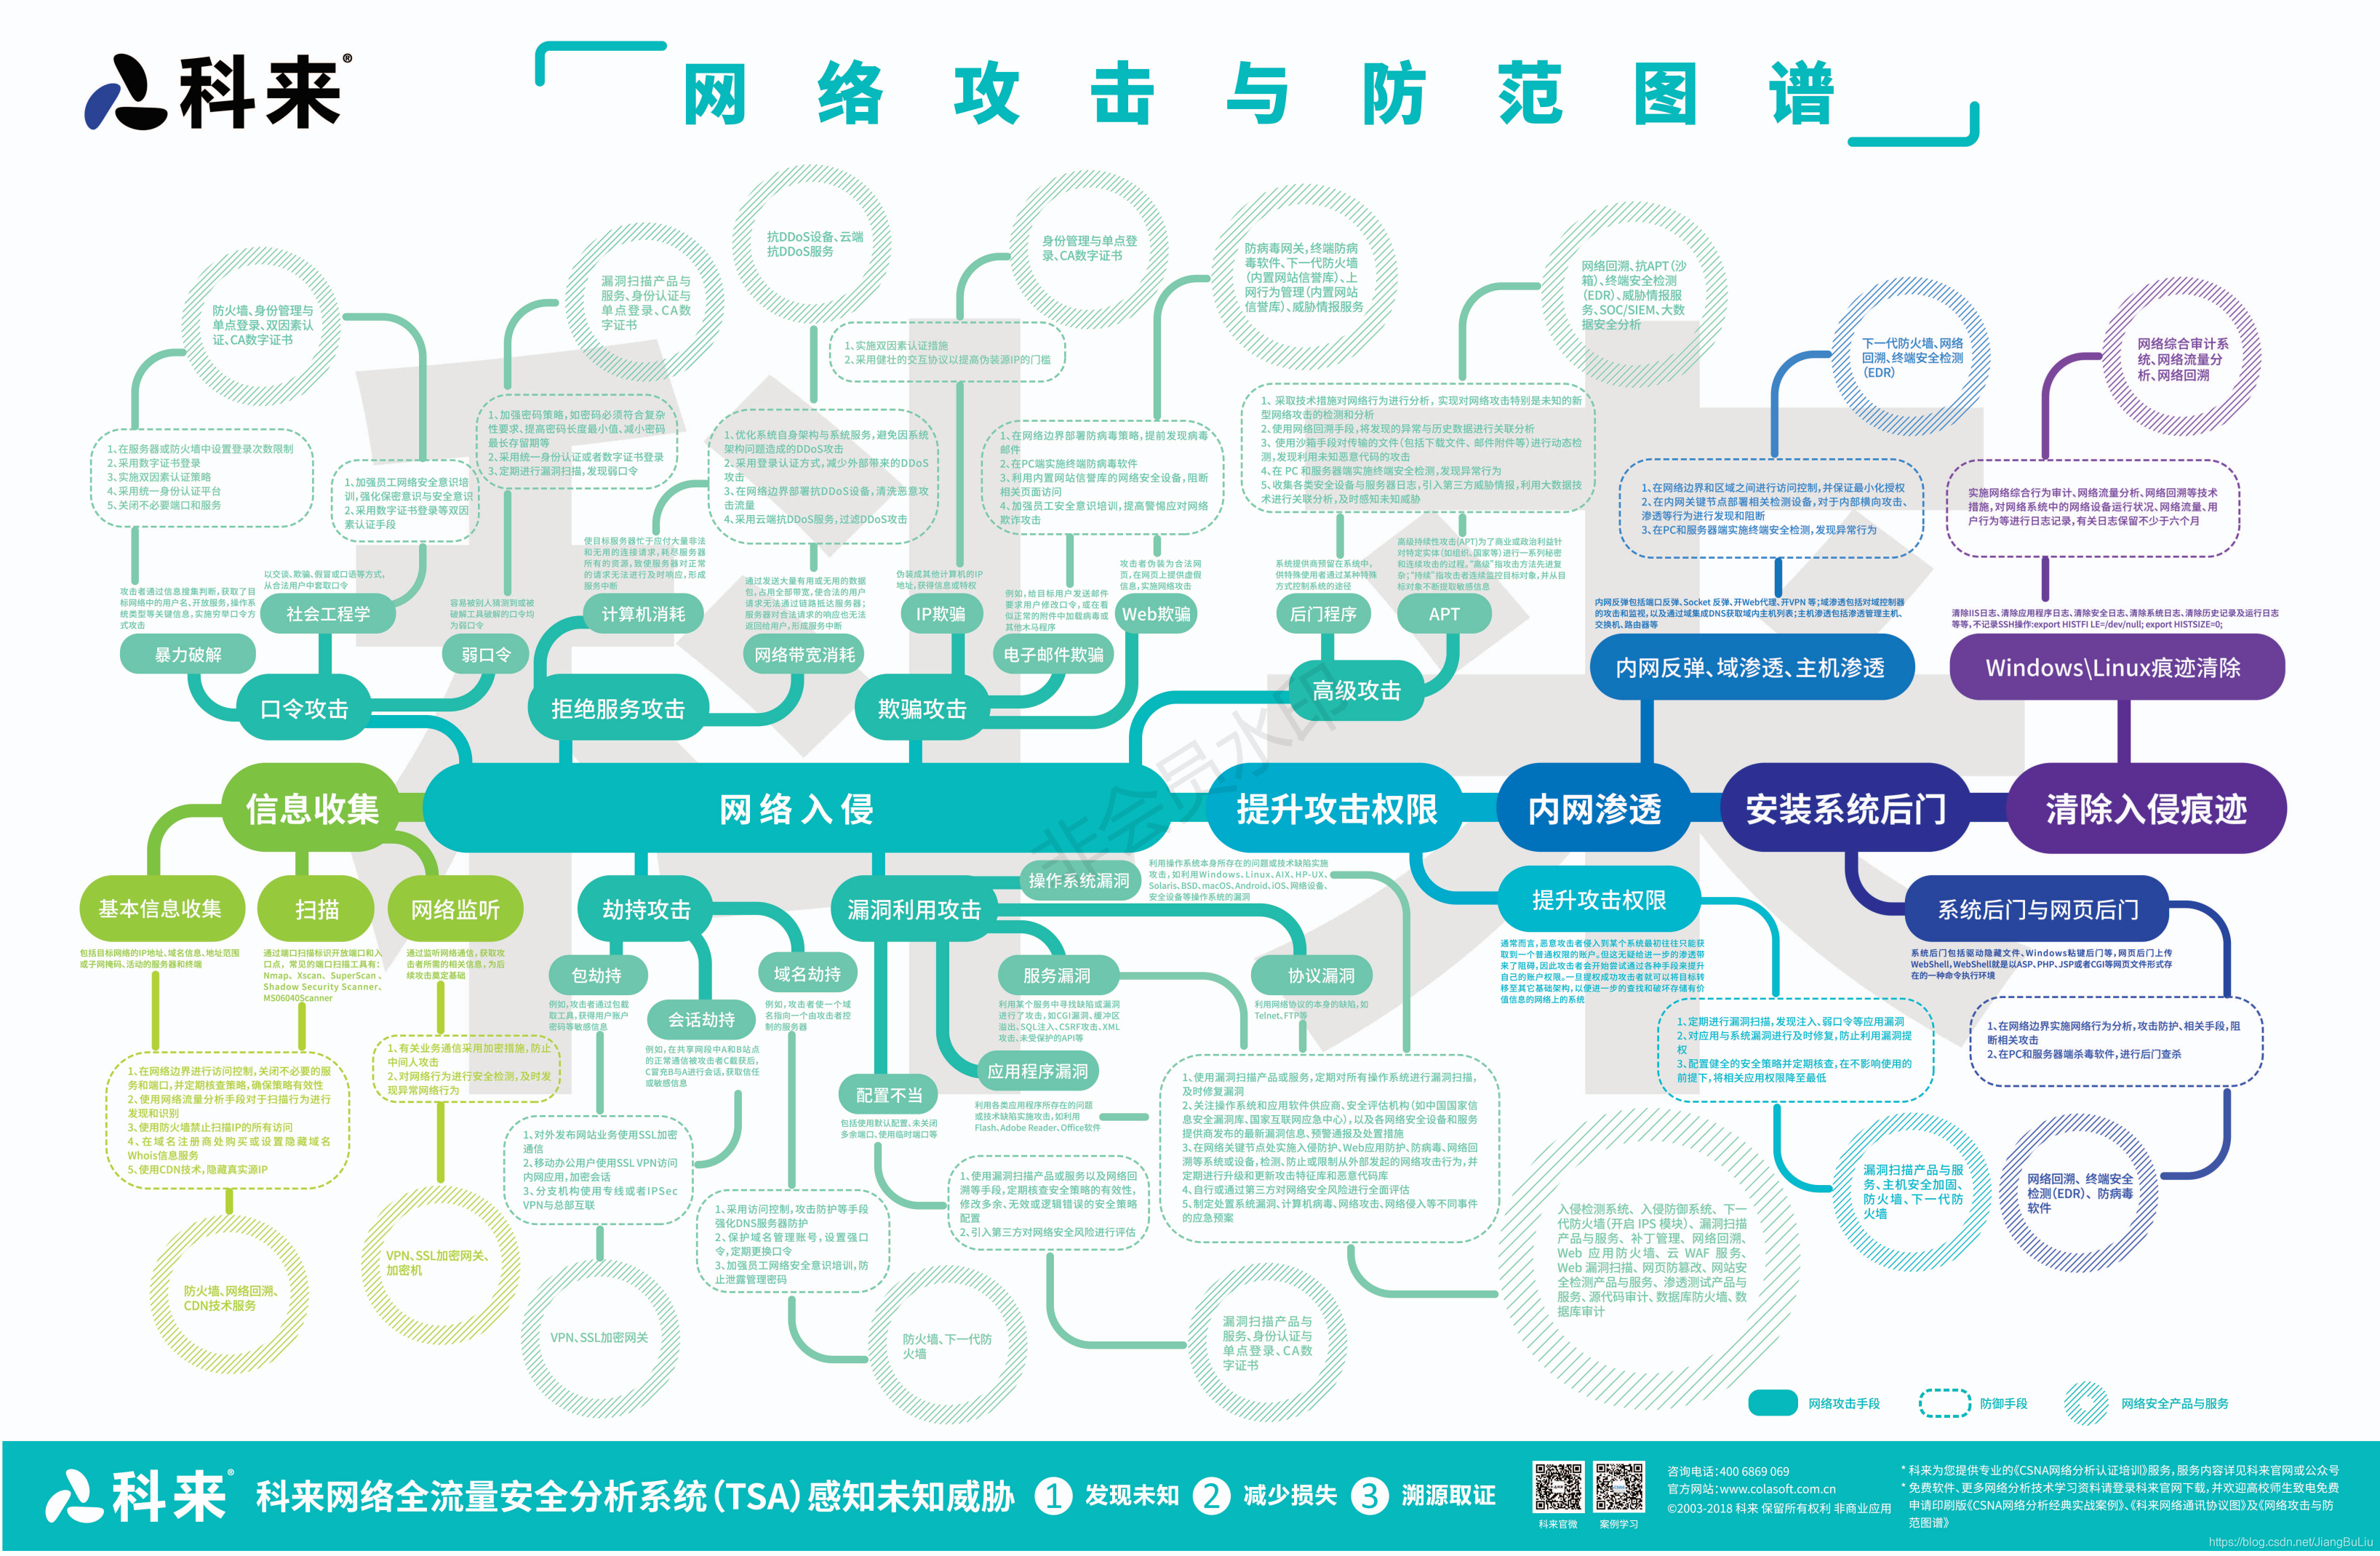 科来®
网络攻击与防范图谱
防火墙、身份管理与
单点登录、双因素认
证、CA数字证书
漏洞扫描产品与
服务、身份认证与
单点登录、CA数
字证书
抗DDoS设备、云端
抗DDoS服务
身份管理与单点登
录、CA数字证书
防病毒网关，终端防病
毒软件、下一代防火墙
（内置网站信誉库）、上
网行为管理（内置网站
信誉库）、威胁情报服务
网络回溯、抗APT（沙
箱）、终端安全检测
（EDR）、威胁情报服
务、SOC/SIEM、大数
据安全分析
下一代防火墙、网络
回溯、终端安全检测
（EDR）
网络综合审计系
统、网络流量分
析、网络回溯
1、在服务器或防火墙中设置登录次数限制
2、采用数字证书登录
3、实施双因素认证策略
4、采用统一身份认证平台
5、关闭不必要端口和服务
1、加强员工网络安全意识培
训，强化保密意识与安全意识
2、采用数字证书登录等双因
素认证手段
1、加强密码策略，如密码必须符合复杂
性要求、提高密码长度最小值、减小密码
最长存留期等
2、采用统一身份认证或者数字证书登录
3、定期进行漏洞扫描，发现弱口令
1、优化系统自身架构与系统服务，避免因系统
架构问题造成的DDoS攻击
2、采用登录认证方式，减少外部带来的DDoS
攻击
3、在网络边界部署抗DDoS设备，清洗恶意攻
击流量
4、采用云端抗DDoS服务，过滤DDoS攻击
1、实施双因素认证措施
2、采用健壮的交互协议以提高伪装源IP的门槛
1、在网络边界部署防病毒策略，提前发现病毒
邮件
2、在PC端实施终端防病毒软件
3、利用内置网站信誉库的网络安全设备，阻断
相关页面访问
4、加强员工安全意识培训，提高警惕应对网络
欺诈攻击
1、采取技术措施对网络行为进行分析，实现对网络攻击特别是未知的新
型网络攻击的检测和分析
2、使用网络回溯手段，将发现的异常与历史数据进行关联分析
3、使用沙箱手段对传输的文件（包括下载文件、邮件附件等）进行动态检
测，发现利用未知恶意代码的攻击
4、在 PC 和服务器端实施终端安全检测，发现异常行为
5、收集各类安全设备与服务器日志，引入第三方威胁情报，利用大数据技
术进行关联分析，及时感知未知威胁
1、在网络边界和区域之间进行访问控制，并保证最小化授权
2、在内网关键节点部署相关检测设备，对于内部横向攻击、
渗透等行为进行发现和阻断
3、在PC和服务器端实施终端安全检测，发现异常行为
实施网络综合行为审计、网络流量分析、网络回溯等技术
措施，对网络系统中的网络设备运行状况、网络流量、用
户行为等进行日志记录，有关日志保留不少于六个月
攻击者通过信息搜集判断，获取了目
标网络中的用户名、开放服务，操作系
统类型等关键信息，实施穷举口令方
式攻击
暴力破解
以交谈、欺骗、假冒或口语等方式，
从合法用户中套取口令
社会工程学
容易被别人猜测到或被
破解工具破解的口令均
为弱口令
弱口令
使目标服务器忙于应付大量非法
和无用的连接请求，耗尽服务器
所有的资源，致使服务器对正常
的请求无法进行及时响应，形成
服务中断
计算机消耗
通过发送大量有用或无用的数据
包，占用全部带宽，使合法的用户
请求无法通过链路抵达服务器；
服务器对合法请求的响应也无法
返回给用户，形成服务中断
网络带宽消耗
伪装成其他计算机的IP
地址，获得信息或特权
IP欺骗
例如，给目标用户发送邮件
要求用户修改口令，或在看
似正常的附件中加载病毒或
其他木马程序
电子邮件欺骗
攻击者伪装为合法网
页，在网页上提供虚假
信息，实施网络攻击
Web欺骗
系统提供商预留在系统中，
供特殊使用者通过某种特殊
方式控制系统的途径
后门程序
高级持续性攻击(APT)为了商业或政治利益针
对特定实体（如组织、国家等）进行一系列秘密
和连续攻击的过程。“高级”指攻击方法先进复
杂；“持续”指攻击者连续监控目标对象，并从目
标对象不断提取敏感信息
APT
内网反弹包括端口反弹、Socket 反弹、开Web代理、开VPN 等；域渗透包括对域控制器
的攻击和监视，以及通过域集成DNS获取域内主机列表；主机渗透包括渗透管理主机、
交换机、路由器等
内网反弹、域渗透、主机渗透
清除IIS日志、清除应用程序日志、清除安全日志、清除系统日志、清除历史记录及运行日志
等等，不记录SSH操作:export HISTFI LE=/dev/null; export HISTSIZE=0;
Windows\Linux痕迹清除
口令攻击
拒绝服务攻击
欺骗攻击
高级攻击
信息收集
网络入侵
提升攻击权限
内网渗透
安装系统后门
清除入侵痕迹
非会员水印
基本信息收集
包括目标网络的IP地址、域名信息、地址范围
或子网掩码、活动的服务器和终端
扫描
通过端口扫描标识开放端口和入
口点，常见的端口扫描工具有：
Nmap、Xscan、SuperScan 、
Shadow Security Scanner、
MS06040Scanner
网络监听
通过监听网络通信，获取攻
击者所需的相关信息，为后
续攻击奠定基础
劫持攻击
包劫持
例如，攻击者通过包截
取工具，获得用户账户
密码等敏感信息
会话劫持
例如，在共享网段中A和B站点
的正常通信被攻击者C截获后，
C冒充B与A进行会话，获取信任
或敏感信息
域名劫持
例如，攻击者使一个域
名指向一个由攻击者控
制的服务器
漏洞利用攻击
操作系统漏洞
利用操作系统本身所存在的问题或技术缺陷实施
攻击，如利用Windows、Linux、AIX、HP-UX、
Solaris、BSD、macOS、Android、iOS、网络设备、
安全设备等操作系统的漏洞
服务漏洞
利用某个服务中寻找缺陷或漏洞
进行了攻击，如CGI漏洞、缓冲区
溢出、SQL注入、CSRF攻击、XML
攻击、未受保护的API等
协议漏洞
利用网络协议的本身的缺陷，如
Telnet、FTP等
应用程序漏洞
利用各类应用程序所存在的问题
或技术缺陷实施攻击，如利用
Flash、Adobe Reader、Office软件
配置不当
包括使用默认配置、未关闭
多余端口、使用临时端口等
提升攻击权限
通常而言，恶意攻击者侵入到某个系统最初往往只能获
取到一个普通权限的账户。但这无疑给进一步的渗透带
来了阻碍，因此攻击者会开始尝试通过各种手段来提升
自己的账户权限。一旦提权成功攻击者就可以将目标转
移至其它基础架构，以便进一步的查找和破坏存储有价
值信息的网络上的系统
系统后门与网页后门
系统后门包括驱动隐藏文件、Windows粘键后门等，网页后门上传
WebShell，WebShell就是以ASP、PHP、JSP或者CGI等网页文件形式存
在的一种命令执行环境
1、在网络边界进行访问控制，关闭不必要的服
务和端口，并定期核查策略，确保策略有效性
2、使用网络流量分析手段对于扫描行为进行
发现和识别
3、使用防火墙禁止扫描IP的所有访问
4、在域名注册商处购买或设置隐藏域名
Whois信息服务
5、使用CDN技术，隐藏真实源IP
1、有关业务通信采用加密措施，防止
中间人攻击
2、对网络行为进行安全检测，及时发
现异常网络行为
1、对外发布网站业务使用SSL加密
通信
2、移动办公用户使用SSL VPN访问
内网应用，加密会话
3、分支机构使用专线或者IPSec
VPN与总部互联
1、采用访问控制，攻击防护等手段
强化DNS服务器防护
2、保护域名管理账号，设置强口
令，定期更换口令
3、加强员工网络安全意识培训，防
止泄露管理密码
1、使用漏洞扫描产品或服务以及网络回
溯等手段，定期核查安全策略的有效性，
修改多余、无效或逻辑错误的安全策略
配置
2、引入第三方对网络安全风险进行评估
1、使用漏洞扫描产品或服务，定期对所有操作系统进行漏洞扫描，
及时修复漏洞
2、关注操作系统和应用软件供应商、安全评估机构（如中国国家信
息安全漏洞库、国家互联网应急中心），以及各网络安全设备和服务
提供商发布的最新漏洞信息、预警通报及处置措施
3、在网络关键节点处实施入侵防护、Web应用防护、防病毒、网络回
溯等系统或设备，检测、防止或限制从外部发起的网络攻击行为，并
定期进行升级和更新攻击特征库和恶意代码库
4、自行或通过第三方对网络安全风险进行全面评估
5、制定处置系统漏洞、计算机病毒、网络攻击、网络侵入等不同事件
的应急预案
1、定期进行漏洞扫描，发现注入、弱口令等应用漏洞
2、对应用与系统漏洞进行及时修复，防止利用漏洞提
权
3、配置健全的安全策略并定期核查，在不影响使用的
前提下，将相关应用权限降至最低
1、在网络边界实施网络行为分析，攻击防护、相关手段，阻
断相关攻击
2、在PC和服务器端杀毒软件，进行后门查杀
防火墙、网络回溯、
CDN技术服务
VPN、SSL加密网关、
加密机
VPN、SSL加密网关
防火墙、下一代防
火墙
漏洞扫描产品与
服务、身份认证与
单点登录、CA数
字证书
入侵检测系统、入侵防御系统、下一
代防火墙（开启 IPS 模块）、漏洞扫描
产品与服务、补丁管理、网络回溯、
Web 应用防火墙、云 WAF 服务、
Web 漏洞扫描、网页防篡改、网站安
全检测产品与服务、渗透测试产品与
服务、源代码审计、数据库防火墙、数
据库审计
漏洞扫描产品与服
务、主机安全加固、
防火墙、下一代防
火墙
网络回溯、终端安全
检测（EDR）、防病毒
软件
网络攻击手段
防御手段
网络安全产品与服务
科来®
科来网络全流量安全分析系统（TSA）感知未知威胁
1 发现未知 2 减少损失 3 溯源取证
科来官微
案例学习
咨询电话：400 6869 069
官方网站：www.colasoft.com.cn
©2003-2018 科来 保留所有权利 非商业应用
* 科来为您提供专业的《CSNA网络分析认证培训》服务，服务内容详见科来官网或公众号
* 免费软件、更多网络分析技术学习资料请登录科来官网下载，并欢迎高校师生致电免费
申请印刷版《CSNA网络分析经典实战案例》、《科来网络通讯协议图》及《网络攻击与防
范图谱》
https://blog.csdn.net/JiangBuLiu